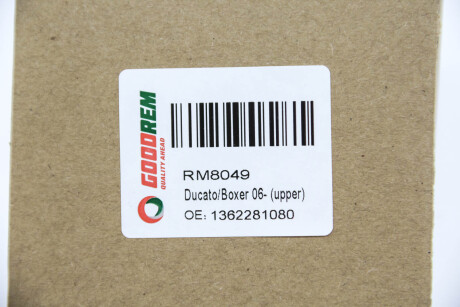 GOODREM
QUALITY AHEAD
RM8049
Ducato/Boxer 06- (upper)
OE: 1362281080